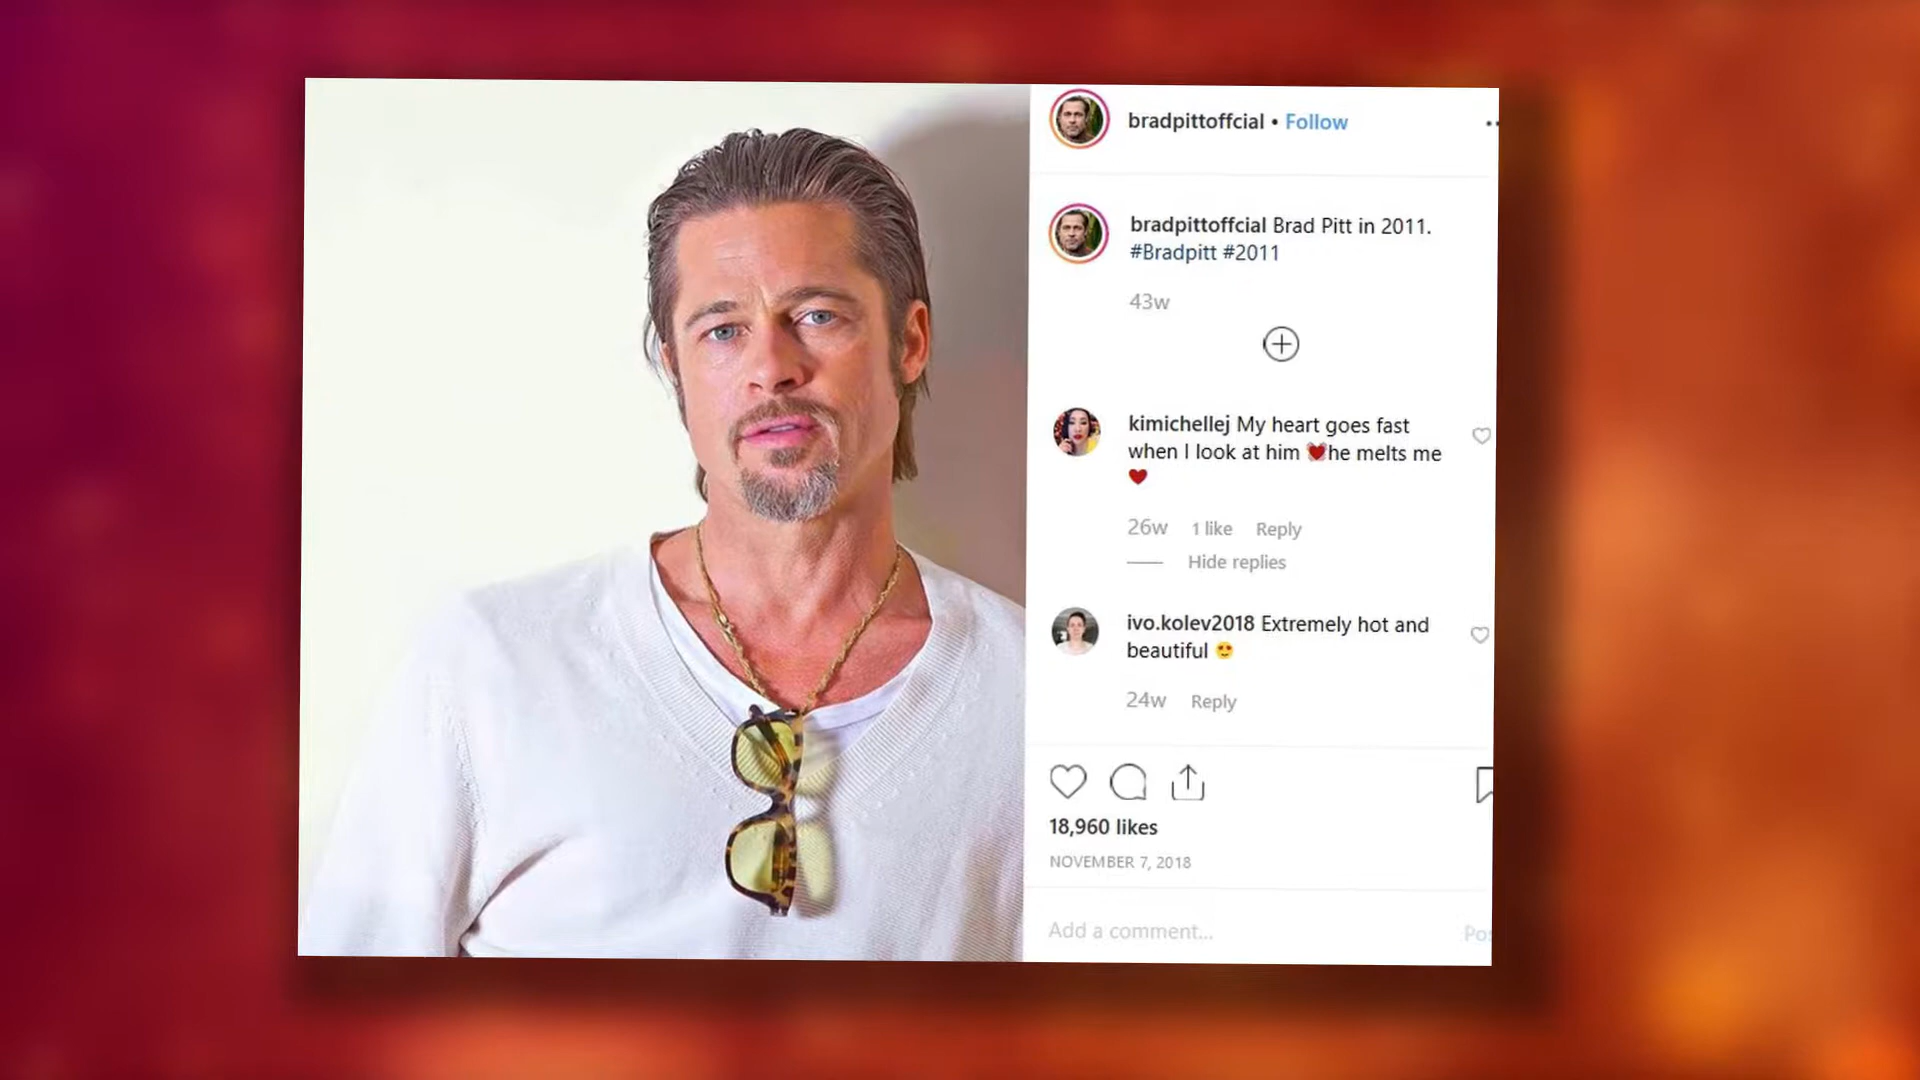 bradpittoffcial • Follow
bradpittoffcial Brad Pitt in 2011.
#Bradpitt #2011
43w
kimichellej My heart goes fast
when I look at him 💓he melts me
❤️
26w 1 like Reply
Hide replies
ivo.kolev2018 Extremely hot and
beautiful 😍
24w Reply
18,960 likes
NOVEMBER 7, 2018
Add a comment...